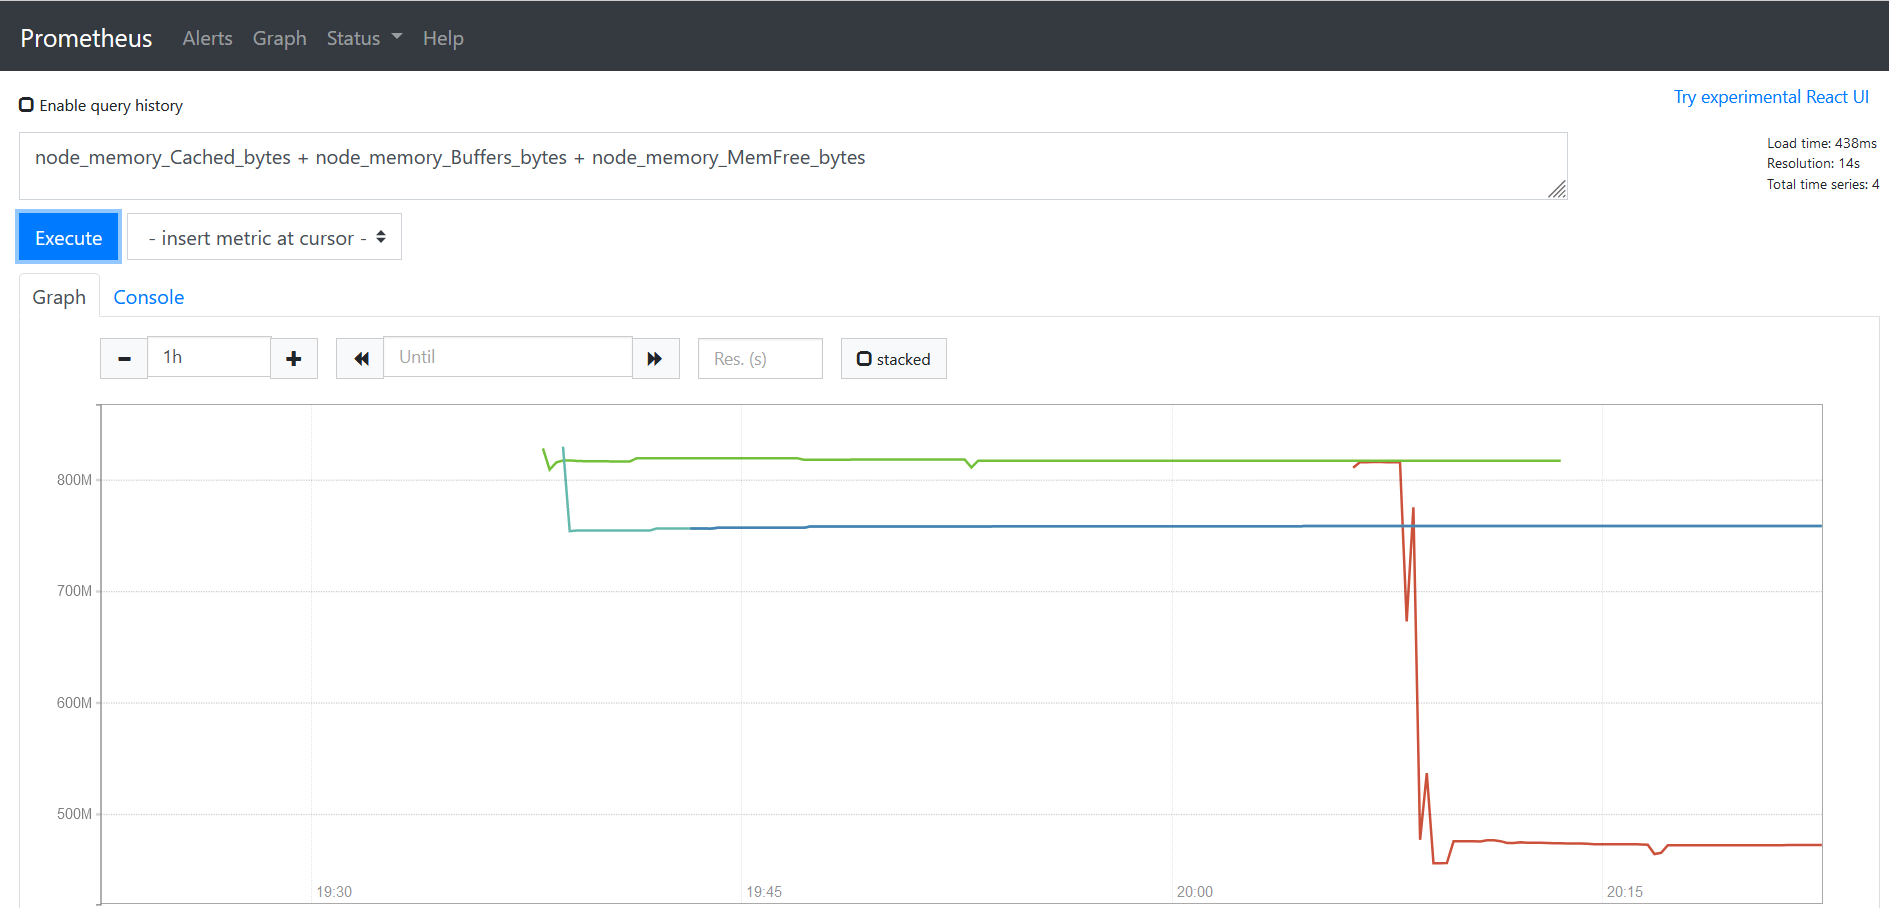 Prometheus Alerts Graph Status Help
Enable query history
Try experimental React UI
node_memory_Cached_bytes + node_memory_Buffers_bytes + node_memory_MemFree_bytes
Load time: 438ms
Resolution: 14s
Total time series: 4
Execute
- insert metric at cursor -
Graph Console
1h
Until
Res. (s)
stacked
800M
700M
600M
500M
19:30 19:45 20:00 20:15